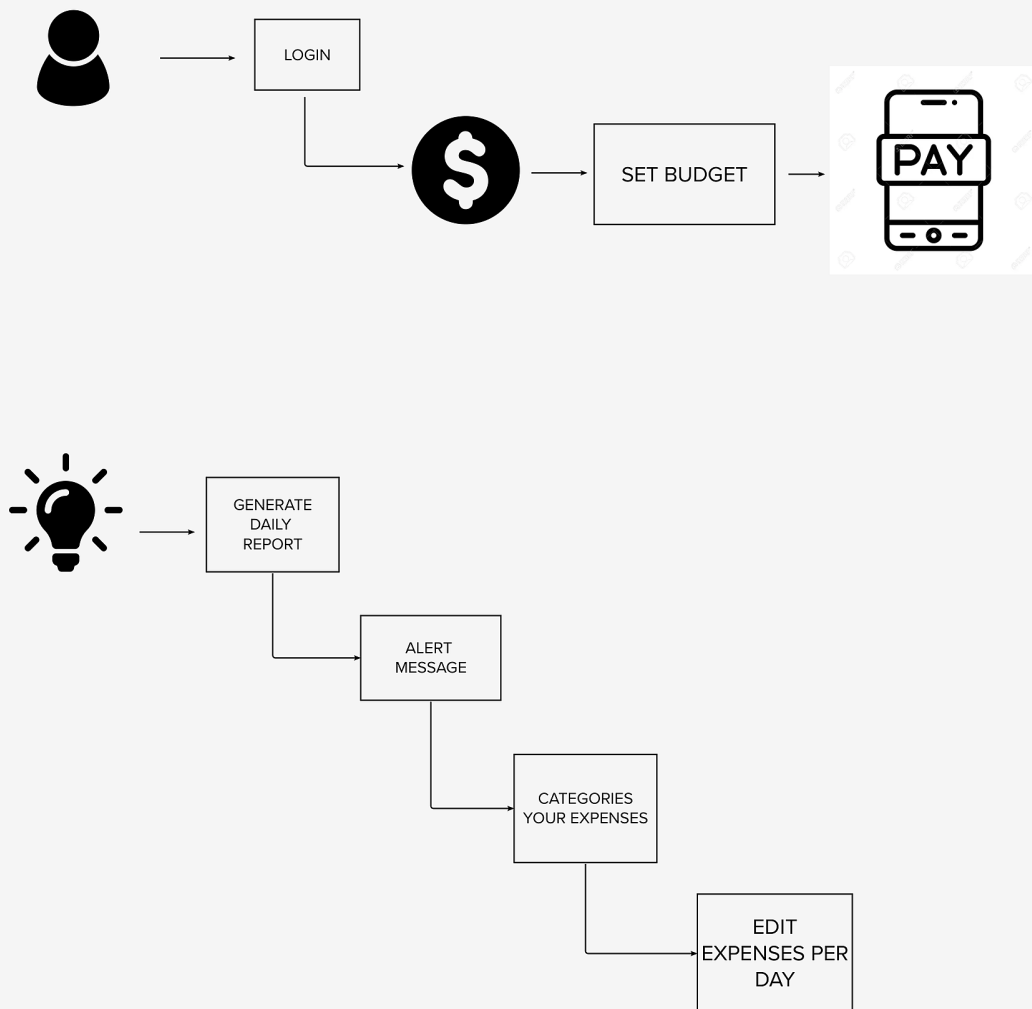 LOGIN
SET BUDGET
PAY
GENERATE
DAILY
REPORT
ALERT
MESSAGE
CATEGORIES
YOUR EXPENSES
EDIT
EXPENSES PER
DAY